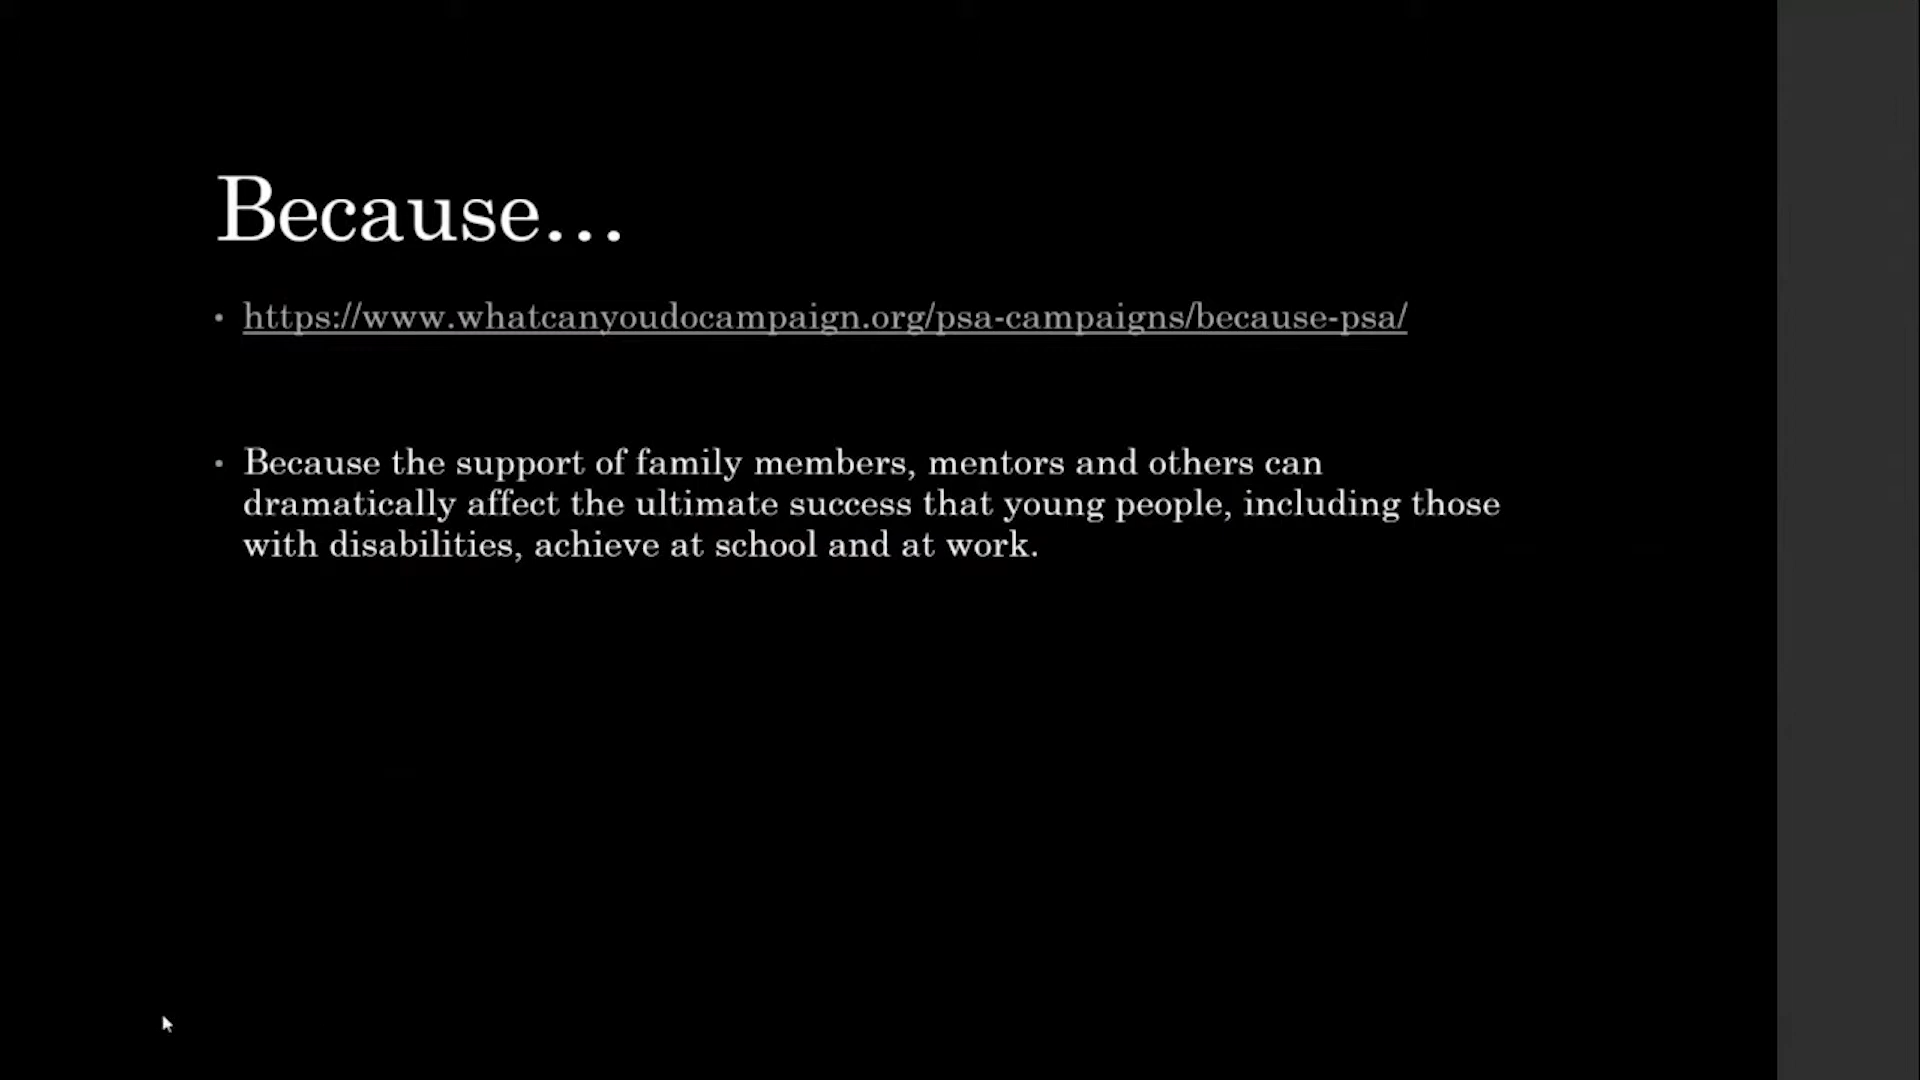 Because...
• https://www.whatcanyoudocampaign.org/psa-campaigns/because-psa/
• Because the support of family members, mentors and others can
dramatically affect the ultimate success that young people, including those
with disabilities, achieve at school and at work.